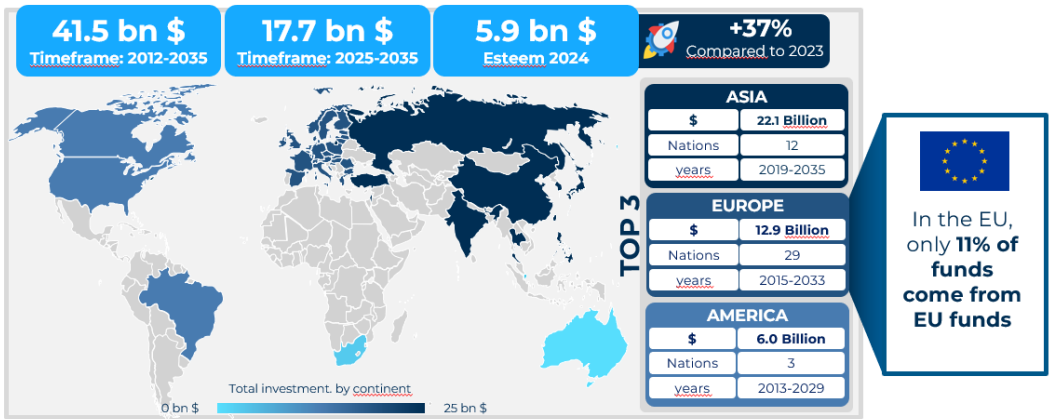 41.5 bn $
Timeframe: 2012-2035
17.7 bn $
Timeframe: 2025-2035
5.9 bn $
Esteem 2024
+37%
Compared to 2023
TOP 3
ASIA
$ 22.1 Billion
Nations 12
years 2019-2035
EUROPE
$ 12.9 Billion
Nations 29
years 2015-2033
AMERICA
$ 6.0 Billion
Nations 3
years 2013-2029
In the EU,
only 11% of
funds
come from
EU funds
Total investment. by continent
0 bn $ 25 bn $